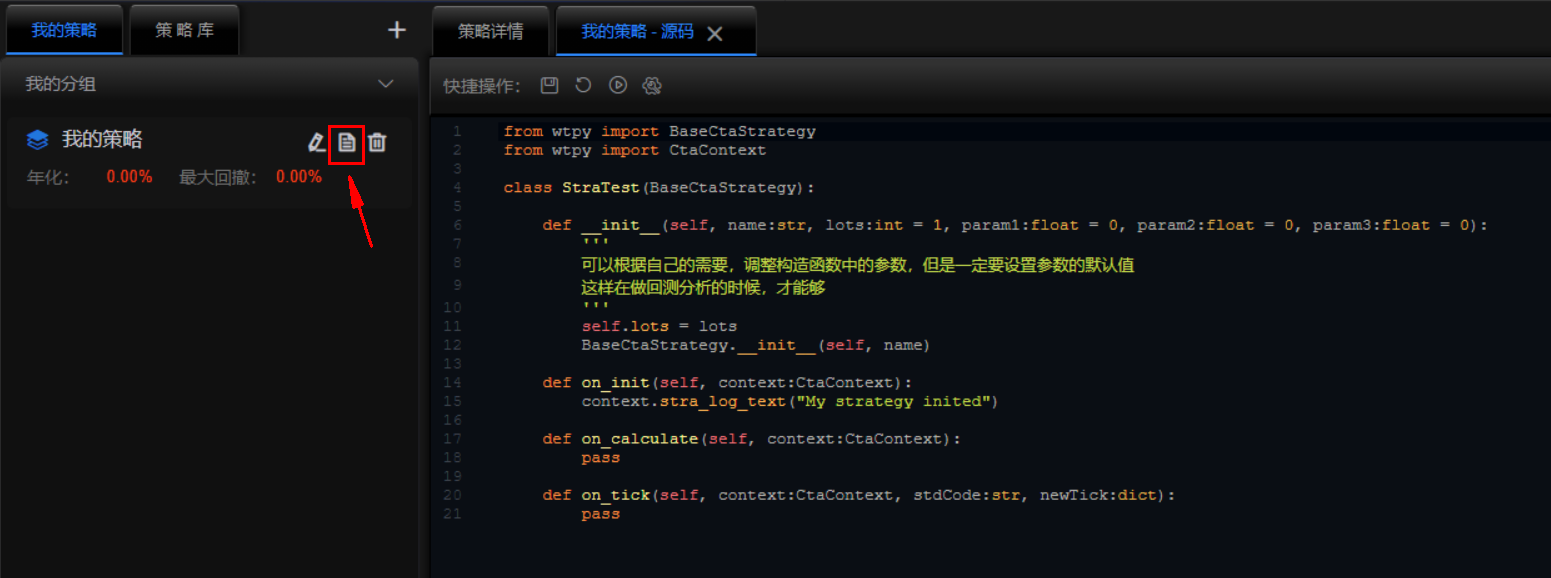 我的策略 策 略 库 +
我的分组
我的策略
年化： 0.00% 最大回撤： 0.00%
策略详情 我的策略 - 源码
快捷操作：
1 from wtpy import BaseCtaStrategy
2 from wtpy import CtaContext
3
4 class StraTest(BaseCtaStrategy):
5
6 def __init__(self, name:str, lots:int = 1, param1:float = 0, param2:float = 0, param3:float = 0):
7 '''
8 可以根据自己的需要，调整构造函数中的参数，但是一定要设置参数的默认值
9 这样在做回测分析的时候，才能够
10 '''
11 self.lots = lots
12 BaseCtaStrategy.__init__(self, name)
13
14 def on_init(self, context:CtaContext):
15 context.stra_log_text("My strategy inited")
16
17 def on_calculate(self, context:CtaContext):
18 pass
19
20 def on_tick(self, context:CtaContext, stdCode:str, newTick:dict):
21 pass